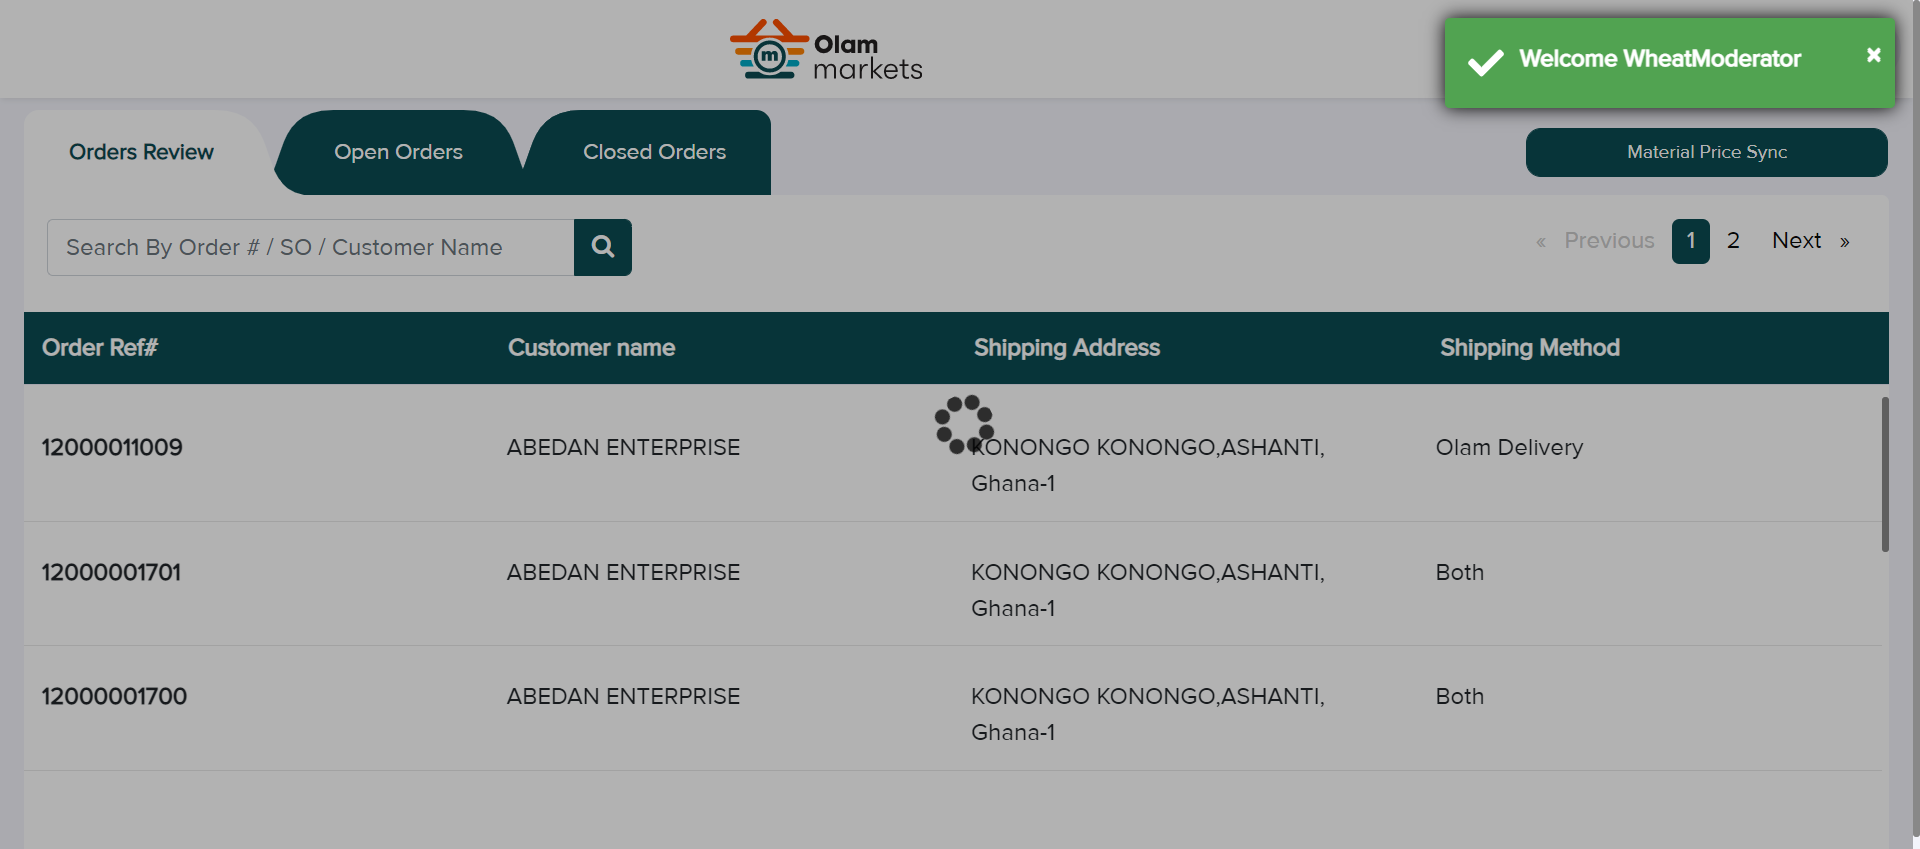 m
Olam
markets
Welcome WheatModerator
×
Orders Review
Open Orders
Closed Orders
Material Price Sync
Search By Order # / SO / Customer Name
« Previous 1 2 Next »
Order Ref# Customer name Shipping Address Shipping Method
12000011009 ABEDAN ENTERPRISE KONONGO KONONGO,ASHANTI, Olam Delivery
Ghana-1
12000001701 ABEDAN ENTERPRISE KONONGO KONONGO,ASHANTI, Both
Ghana-1
12000001700 ABEDAN ENTERPRISE KONONGO KONONGO,ASHANTI, Both
Ghana-1